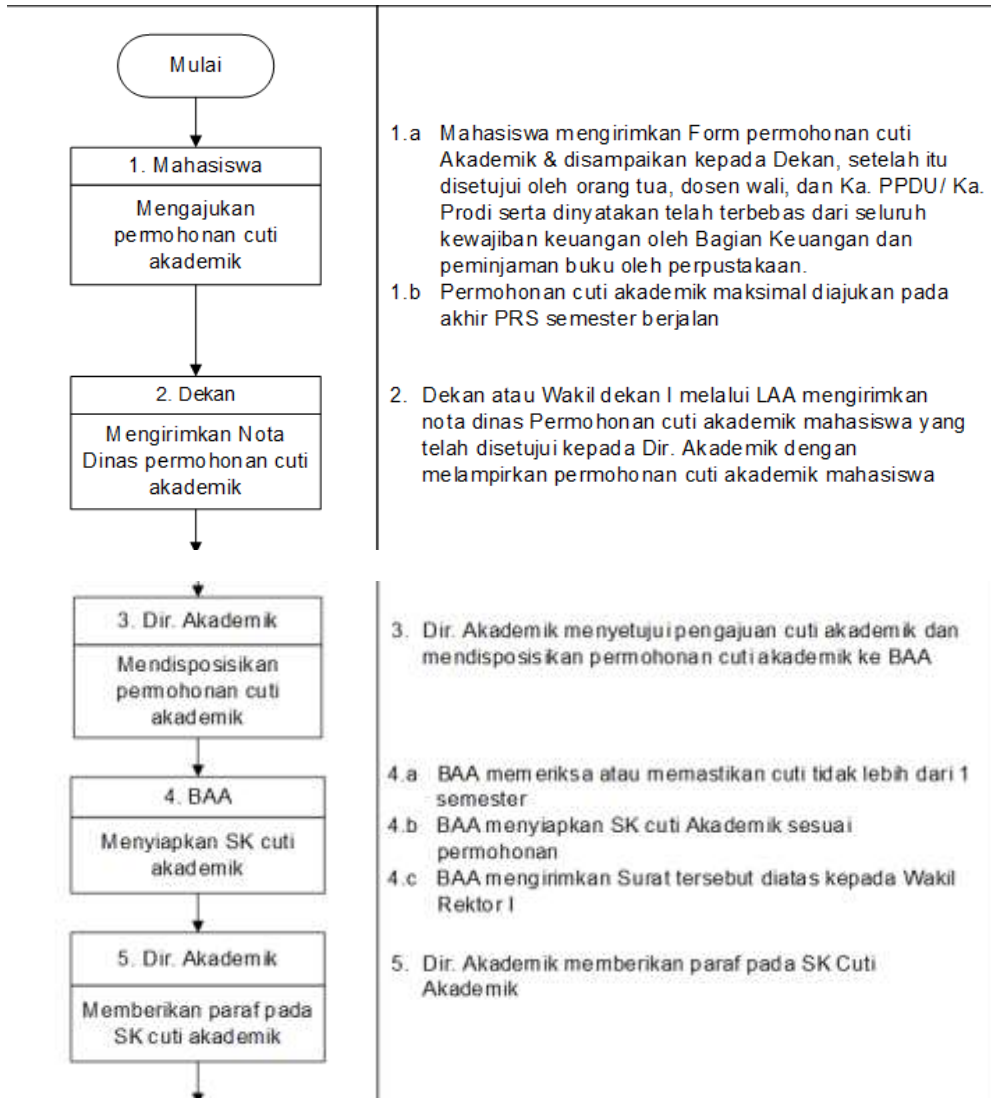 Mulai
1. Mahasiswa
Mengajukan
permohonan cuti
akademik
1.a Mahasiswa mengirimkan Form permohonan cuti
Akademik & disampaikan kepada Dekan, setelah itu
disetujui oleh orang tua, dosen wali, dan Ka. PPDU/ Ka.
Prodi serta dinyatakan telah terbebas dari seluruh
kewajiban keuangan oleh Bagian Keuangan dan
peminjaman buku oleh perpustakaan.
1.b Permohonan cuti akademik maksimal diajukan pada
akhir PRS semester berjalan
2. Dekan
Mengirimkan Nota
Dinas permohonan cuti
akademik
2. Dekan atau Wakil dekan I melalui LAA mengirimkan
nota dinas Permohonan cuti akademik mahasiswa yang
telah disetujui kepada Dir. Akademik dengan
melampirkan permohonan cuti akademik mahasiswa
3. Dir. Akademik
Mendisposisikan
permohonan cuti
akademik
3. Dir. Akademik menyetujui pengajuan cuti akademik dan
mendisposisikan permohonan cuti akademik ke BAA
4. BAA
Menyiapkan SK cuti
akademik
4.a BAA memeriksa atau memastikan cuti tidak lebih dari 1
semester
4.b BAA menyiapkan SK cuti Akademik sesuai
permohonan
4.c BAA mengirimkan Surat tersebut diatas kepada Wakil
Rektor I
5. Dir. Akademik
Memberikan paraf pada
SK cuti akademik
5. Dir. Akademik memberikan paraf pada SK Cuti
Akademik